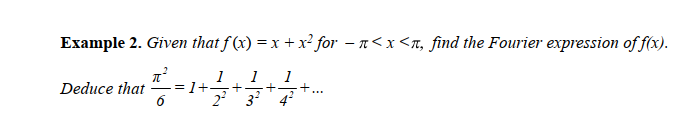 Example 2. Given that f (x) = x + x² for – π < x <π, find the Fourier expression of f(x).
Deduce that π²/6 = 1+ 1/2² + 1/3² + 1/4² +...